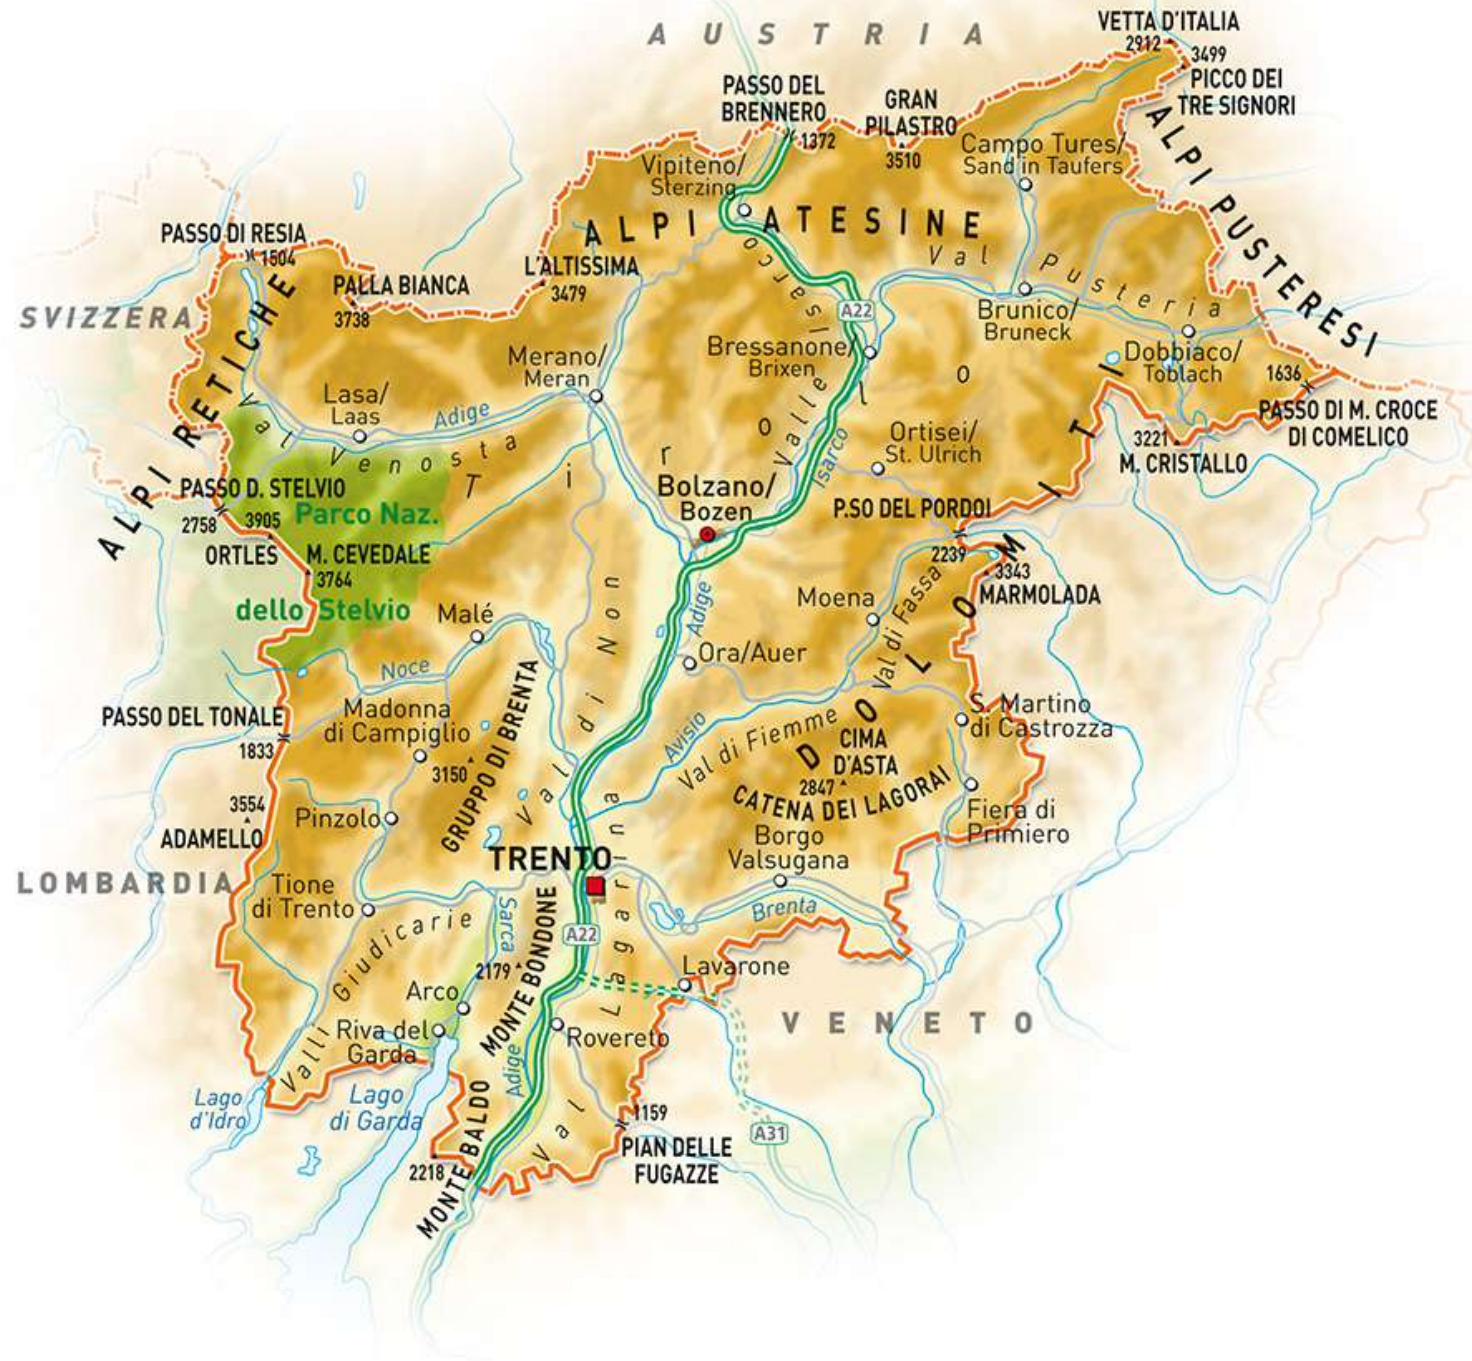 AUSTRIA
VETTA D'ITALIA
2912
3499
PICCO DEI
TRE SIGNORI
PASSO DEL
BRENNERO
1372
GRAN
PILASTRO
3510
Campo Tures/
Sand in Taufers
ALPI PUSTERESI
Vipiteno/
Sterzing
ALPI ATESINE
PASSO DI RESIA
1504
L'ALTISSIMA
3479
PALLA BIANCA
3738
SVIZZERA
ALPI RETICHE
Val Pusteria
Valle Isarco
A22
Brunico/
Bruneck
Dobbiaco/
Toblach
1636
PASSO DI M. CROCE
DI COMELICO
Merano/
Meran
Bressanone/
Brixen
Lasa/
Laas
Adige
Val Venosta
Tirolo
Isarco
Ortisei/
St. Ulrich
3221
M. CRISTALLO
Bolzano/
Bozen
PASSO D. STELVIO
2758
3905
ORTLES
Parco Naz.
dello Stelvio
M. CEVEDALE
3764
P.SO DEL PORDOI
2239
3343
MARMOLADA
DOLOMITI
Moena
Val di Fassa
Malé
Noce
Val di Non
Adige
Ora/Auer
PASSO DEL TONALE
1833
Madonna
di Campiglio
3150
GRUPPO DI BRENTA
Avisio
Val di Fiemme
CIMA
D'ASTA
2847
CATENA DEI LAGORAI
S. Martino
di Castrozza
Fiera di
Primiero
3554
ADAMELLO
Pinzolo
TRENTO
Borgo
Valsugana
Brenta
LOMBARDIA
Tione
di Trento
Valli Giudicarie
Sarca
2179
MONTE BONDONE
A22
Val Lagarina
Lavarone
VENETO
Arco
Riva del
Garda
Rovereto
Adige
Lago
d'Idro
Lago
di Garda
2218
MONTE BALDO
1159
PIAN DELLE
FUGAZZE
A31